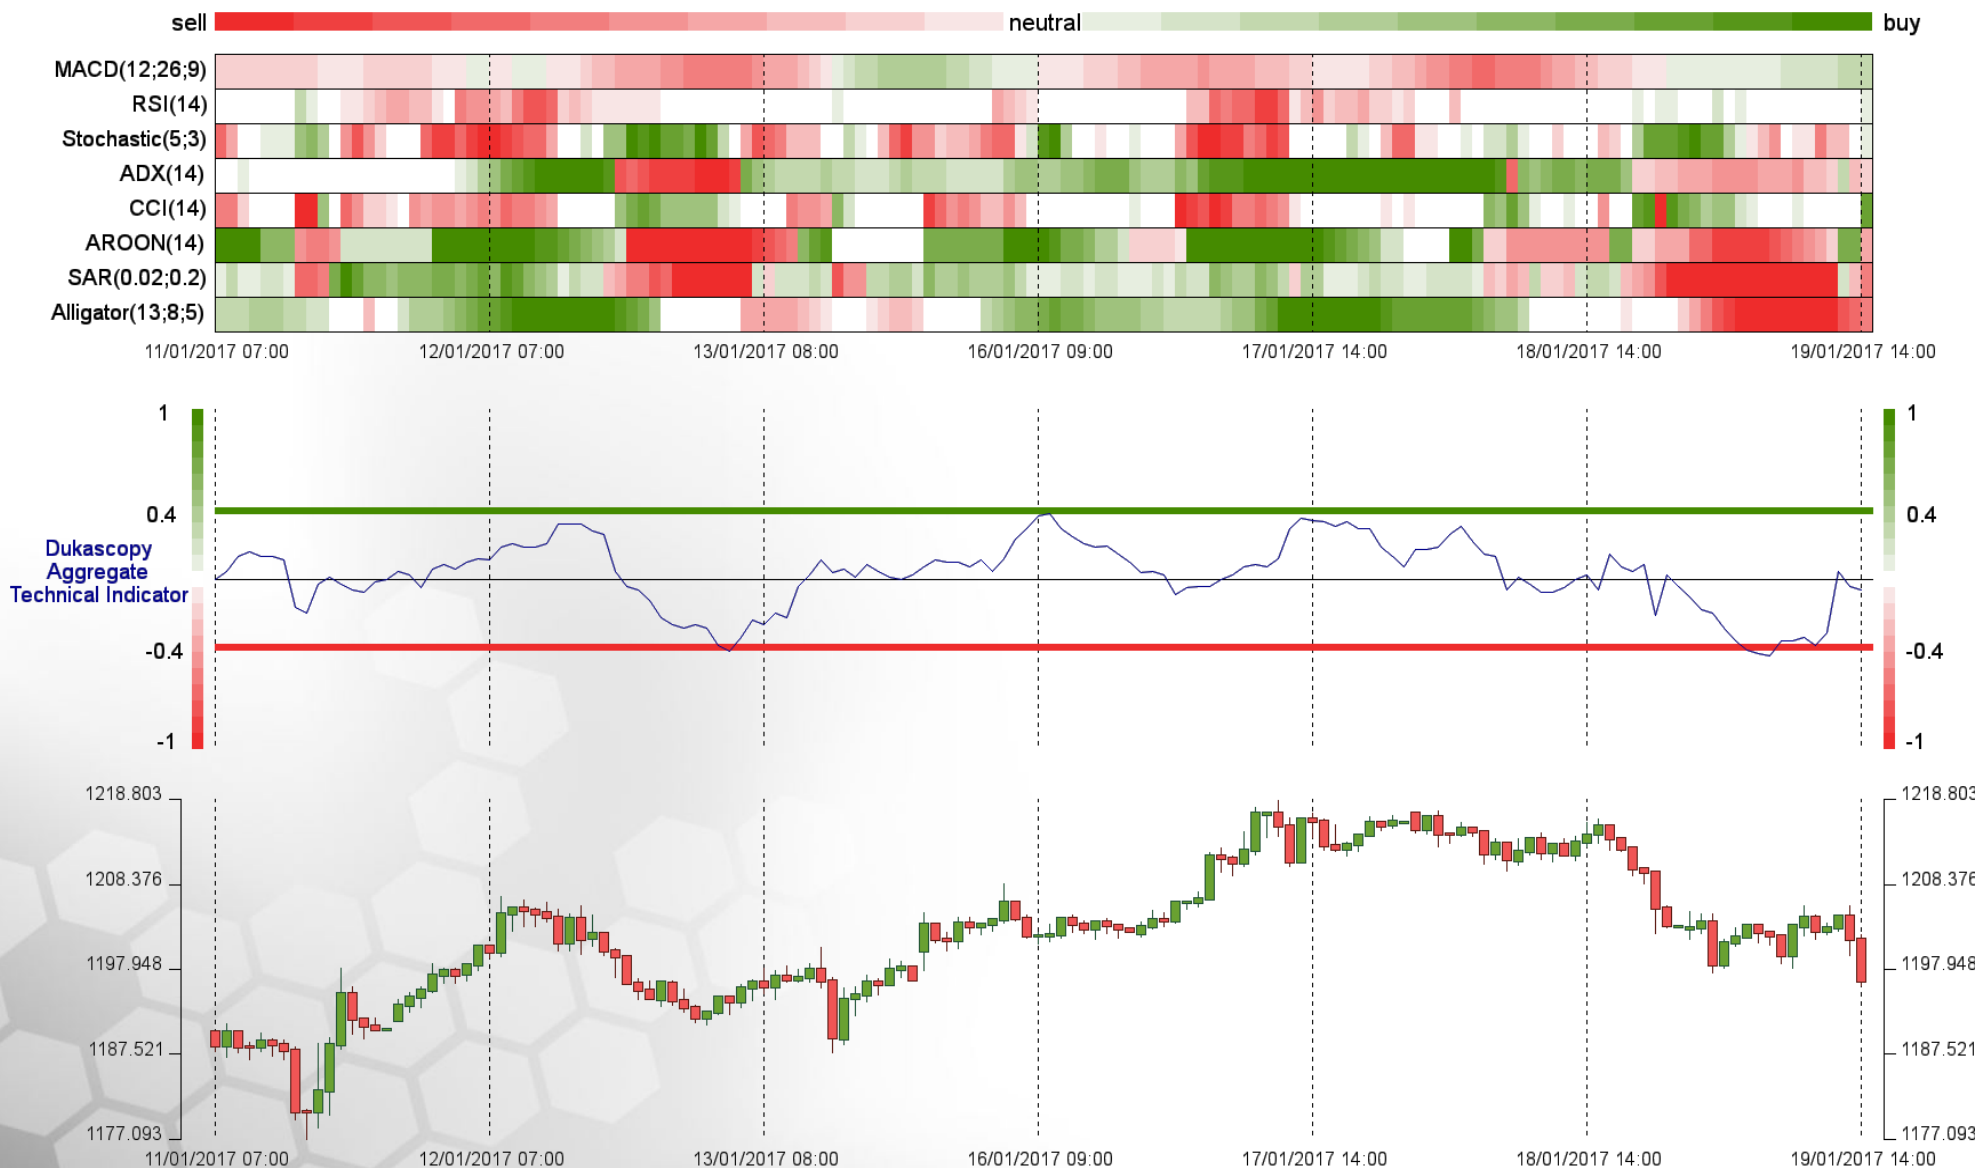 sell neutral buy
MACD(12;26;9)
RSI(14)
Stochastic(5;3)
ADX(14)
CCI(14)
AROON(14)
SAR(0.02;0.2)
Alligator(13;8;5)
11/01/2017 07:00 12/01/2017 07:00 13/01/2017 08:00 16/01/2017 09:00 17/01/2017 14:00 18/01/2017 14:00 19/01/2017 14:00
1 1
0.4 0.4
Dukascopy
Aggregate
Technical Indicator
-0.4 -0.4
-1 -1
1218.803 1218.803
1208.376 1208.376
1197.948 1197.948
1187.521 1187.521
1177.093 1177.093
11/01/2017 07:00 12/01/2017 07:00 13/01/2017 08:00 16/01/2017 09:00 17/01/2017 14:00 18/01/2017 14:00 19/01/2017 14:00